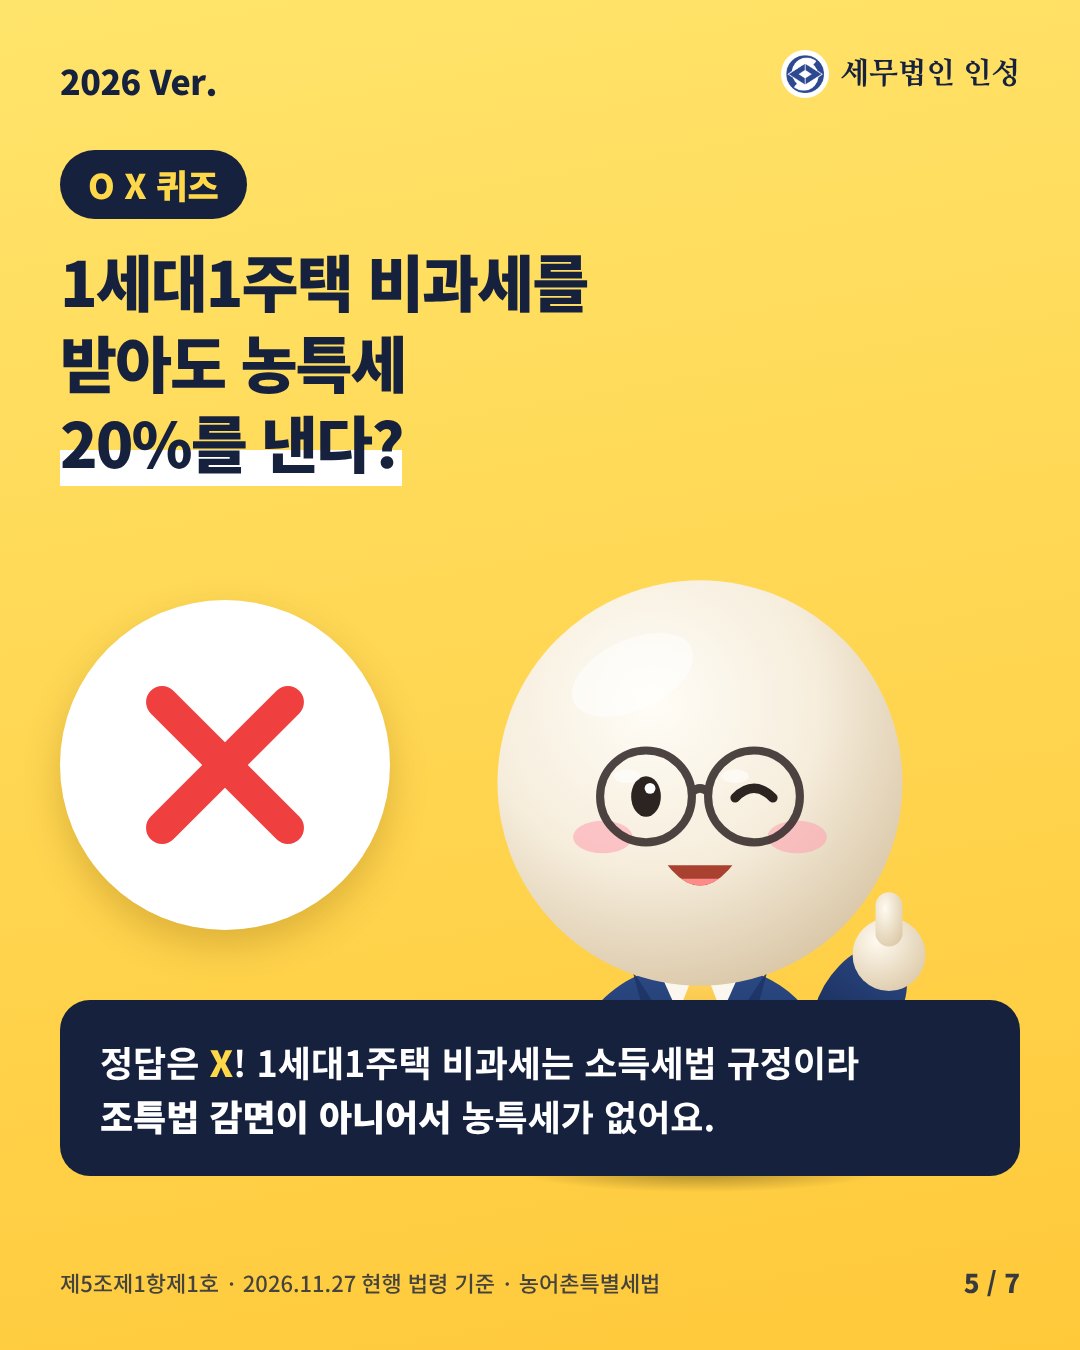 2026 Ver.
세무법인 인성
O X 퀴즈
1세대1주택 비과세를
받아도 농특세
20%를 낸다?
정답은 X! 1세대1주택 비과세는 소득세법 규정이라
조특법 감면이 아니어서 농특세가 없어요.
제5조제1항제1호 · 2026.11.27 현행 법령 기준 · 농어촌특별세법
5 / 7